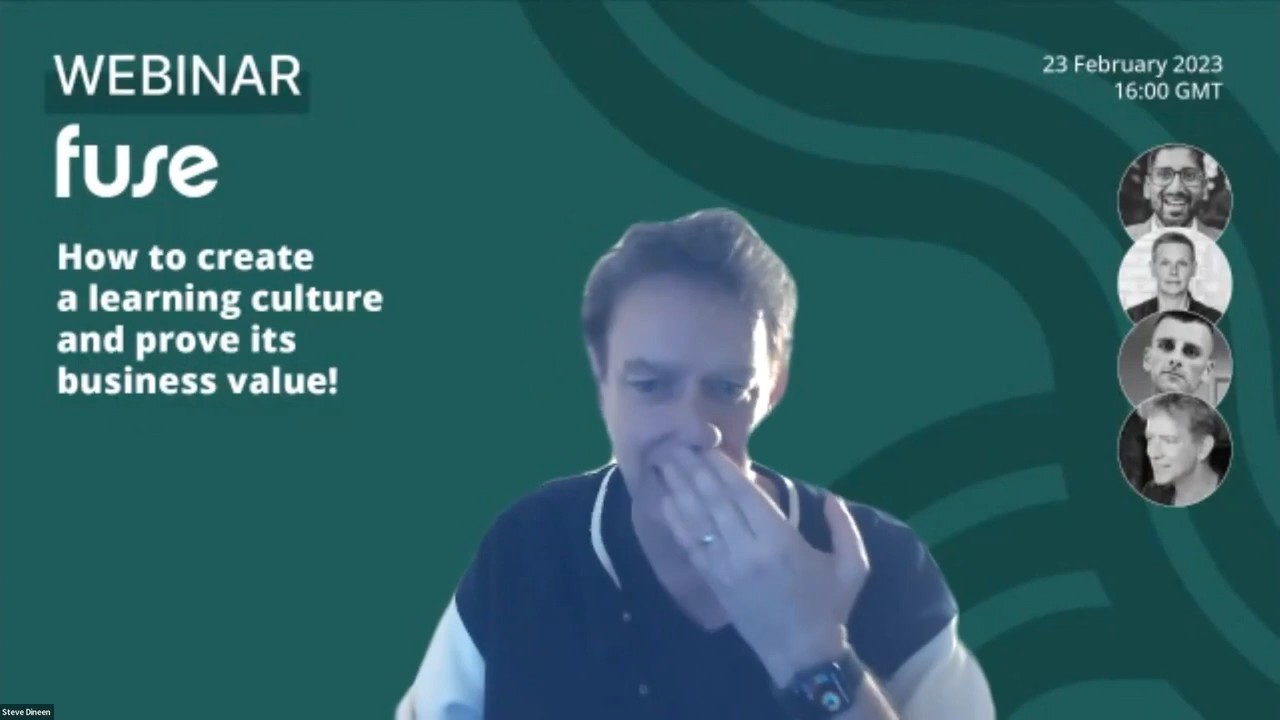 WEBINAR
fuse
How to create
a learning culture
and prove its
business value!
23 February 2023
16:00 GMT
Steve Dineen